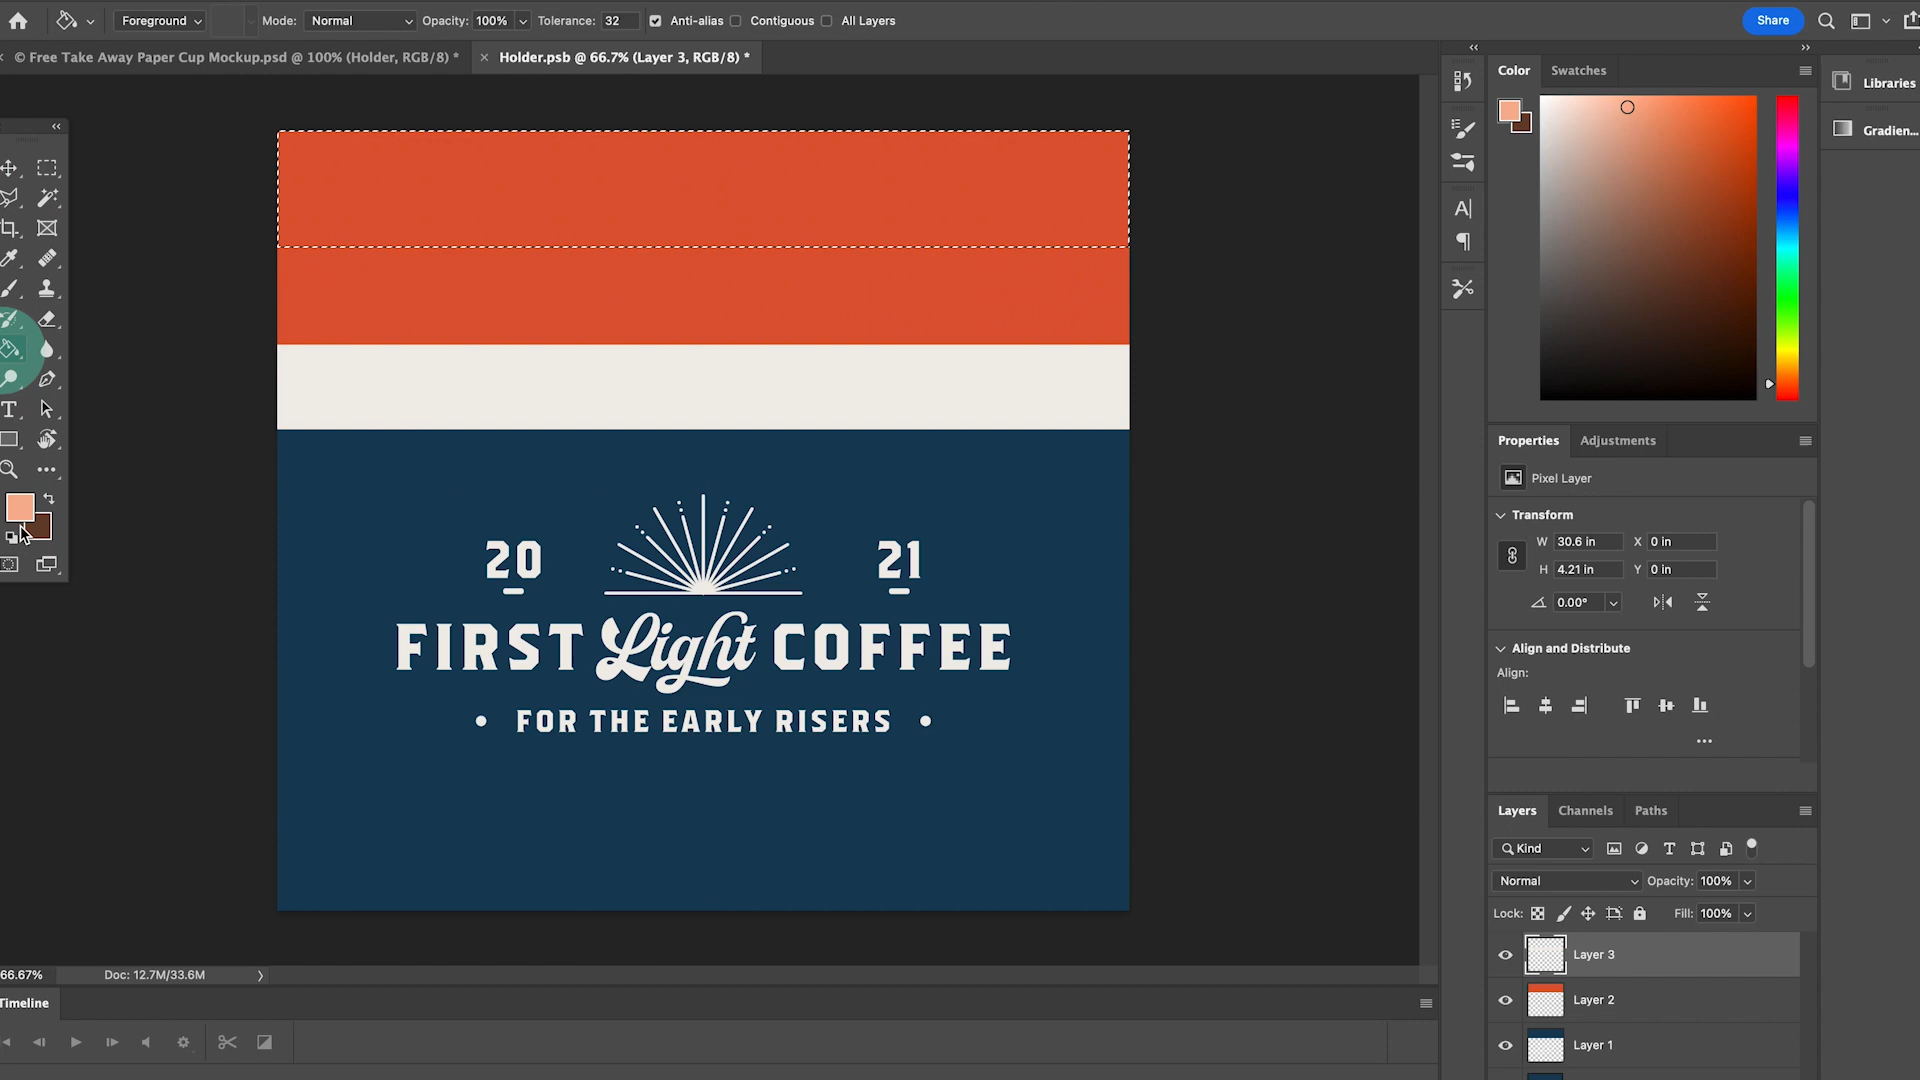 Foreground Mode: Normal Opacity: 100% Tolerance: 32 Anti-alias Contiguous All Layers Share
© Free Take Away Paper Cup Mockup.psd @ 100% (Holder, RGB/8) * × Holder.psb @ 66.7% (Layer 3, RGB/8) *
Color Swatches
Libraries
Gradien...
20 21
FIRST Light COFFEE
• FOR THE EARLY RISERS •
Properties Adjustments
Pixel Layer
Transform
W 30.6 in X 0 in
H 4.21 in Y 0 in
0.00°
Align and Distribute
Align:
Layers Channels Paths
Kind
Normal Opacity: 100%
Lock: Fill: 100%
Layer 3
Layer 2
Layer 1
66.67% Doc: 12.7M/33.6M
Timeline